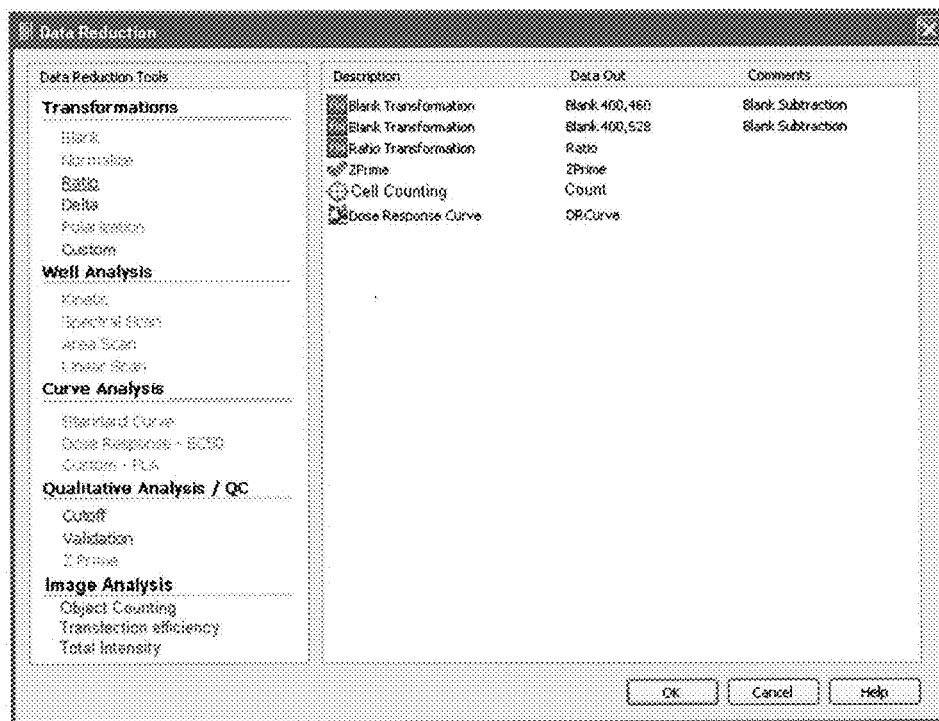 Data Reduction
Data Reduction Tools
Transformations
Blank
Normalize
Ratio
Delta
Polarization
Custom
Well Analysis
Kinetic
Spectral Scan
Area Scan
Linear Scan
Curve Analysis
Standard Curve
Dose Response - EC50
Custom - PLA
Qualitative Analysis / QC
Cutoff
Validation
Z Prime
Image Analysis
Object Counting
Transfection efficiency
Total Intensity
Description Data Out Comments
Blank Transformation Blank 400,460 Blank Subtraction
Blank Transformation Blank 400,528 Blank Subtraction
Ratio Transformation Ratio
ZPrime ZPrime
Cell Counting Count
Dose Response Curve DRCurve
OK Cancel Help